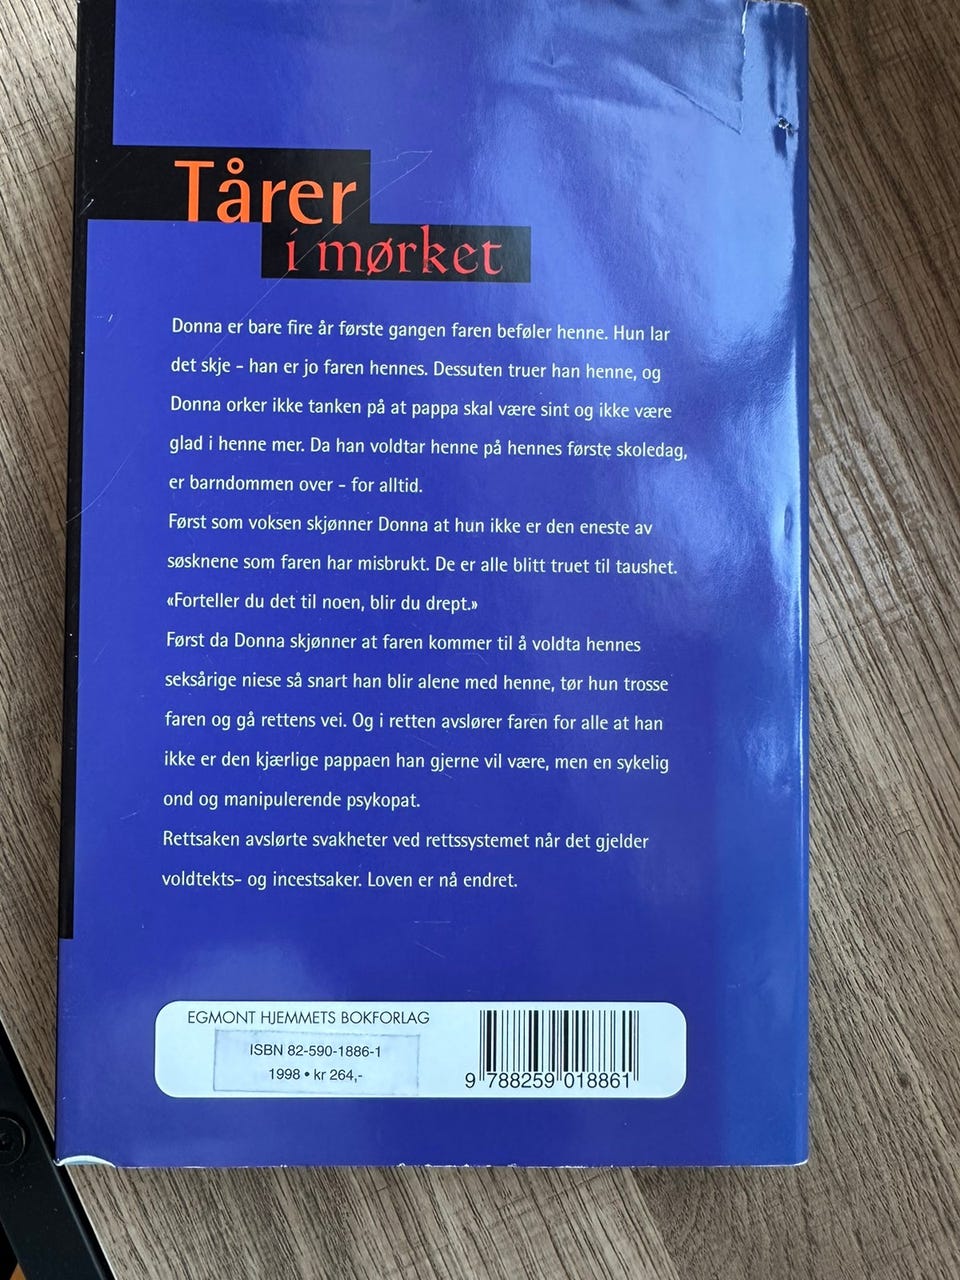 Tårer
i mørket
Donna er bare fire år første gangen faren beføler henne. Hun lar
det skje - han er jo faren hennes. Dessuten truer han henne, og
Donna orker ikke tanken på at pappa skal være sint og ikke være
glad i henne mer. Da han voldtar henne på hennes første skoledag,
er barndommen over - for alltid.
Først som voksen skjønner Donna at hun ikke er den eneste av
søsknene som faren har misbrukt. De er alle blitt truet til taushet.
«Forteller du det til noen, blir du drept.»
Først da Donna skjønner at faren kommer til å voldta hennes
seksårige niese så snart han blir alene med henne, tør hun trosse
faren og gå rettens vei. Og i retten avslører faren for alle at han
ikke er den kjærlige pappaen han gjerne vil være, men en sykelig
ond og manipulerende psykopat.
Rettsaken avslørte svakheter ved rettssystemet når det gjelder
voldtekts- og incestsaker. Loven er nå endret.
EGMONT HJEMMETS BOKFORLAG
ISBN 82-590-1886-1
1998 • kr 264,-
9 788259 018861